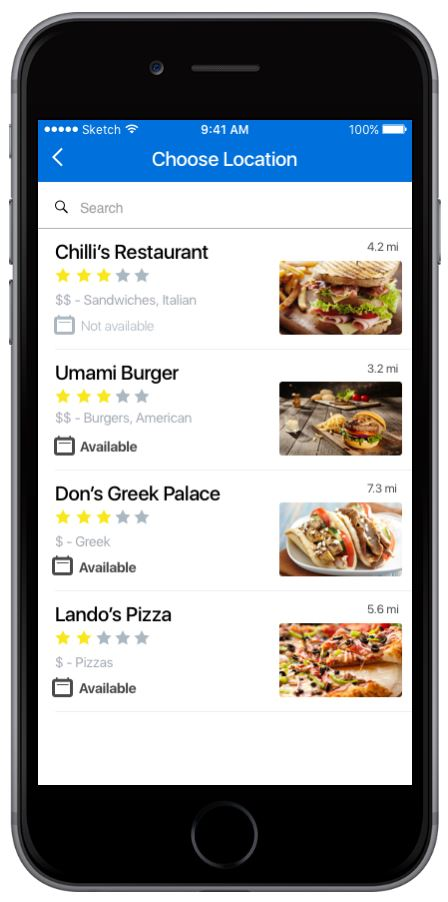 Sketch 9:41 AM 100%
Choose Location
Search
Chilli's Restaurant 4.2 mi
$$ - Sandwiches, Italian
Not available
Umami Burger 3.2 mi
$$ - Burgers, American
Available
Don's Greek Palace 7.3 mi
$ - Greek
Available
Lando's Pizza 5.6 mi
$ - Pizzas
Available